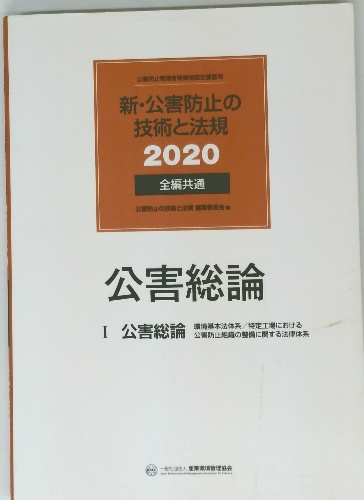 公害防止管理者等資格認定講習用
新・公害防止の
技術と法規
2020
全編共通
公害防止の技術と法規 編集委員会 編
公害総論
I 公害総論
環境基本法体系／特定工場における
公害防止組織の整備に関する法律体系
一般社団法人 産業環境管理協会